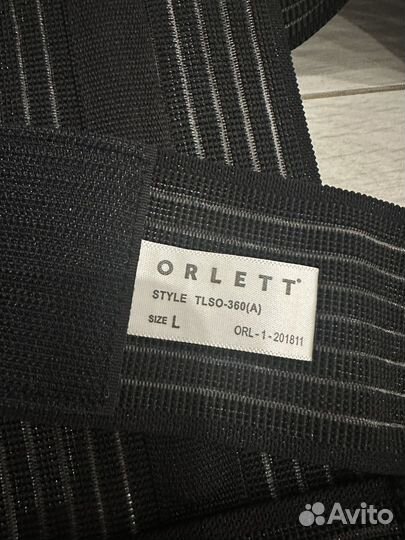 ORLETT®
STYLE TLSO-360(A)
SIZE L
ORL-1-201811
Avito